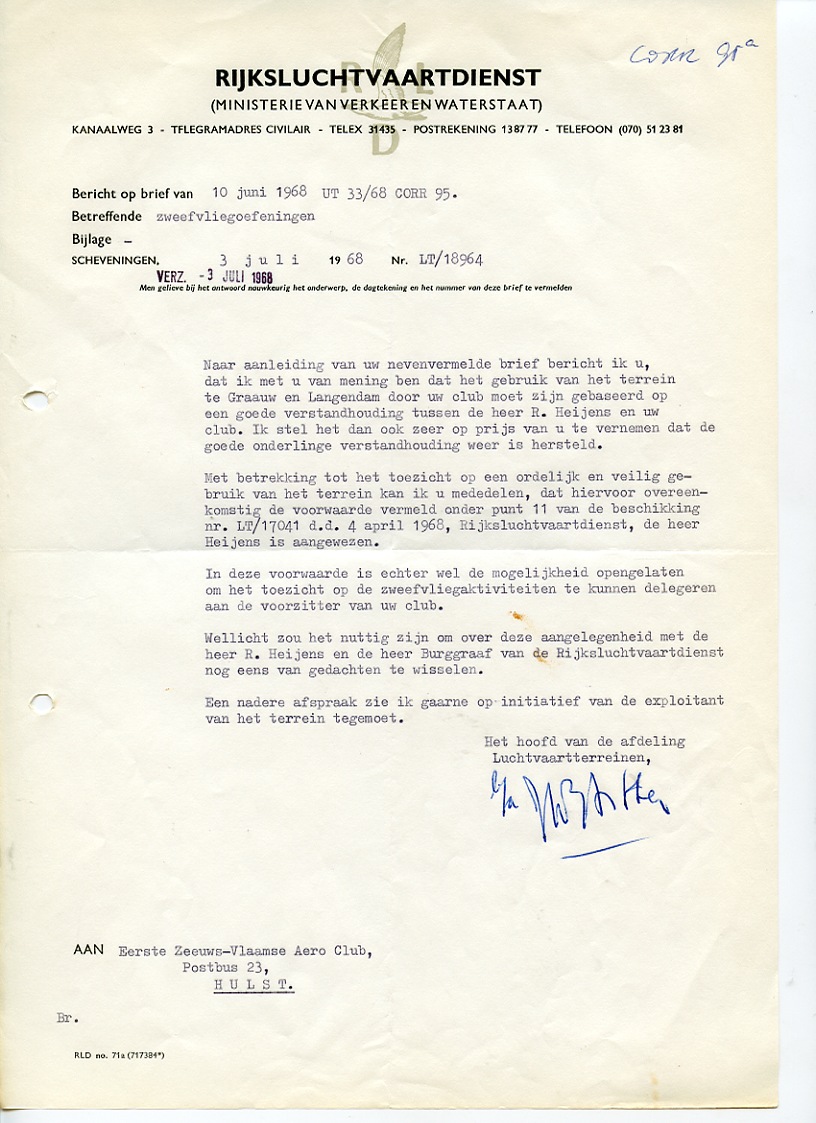 CORR 95a
R L D
RIJKSLUCHTVAARTDIENST
(MINISTERIE VAN VERKEER EN WATERSTAAT)
KANAALWEG 3 - TFLEGRAMADRES CIVILAIR - TELEX 31435 - POSTREKENING 138777 - TELEFOON (070) 51 23 81
Bericht op brief van 10 juni 1968 UT 33/68 CORR 95.
Betreffende zweefvliegoefeningen
Bijlage –
SCHEVENINGEN, 3 juli 19 68 Nr. LT/18964
VERZ. -3 JULI 1968
Men gelieve bij het antwoord nauwkeurig het onderwerp, de dagtekening en het nummer van deze brief te vermelden
Naar aanleiding van uw nevenvermelde brief bericht ik u,
dat ik met u van mening ben dat het gebruik van het terrein
te Graauw en Langendam door uw club moet zijn gebaseerd op
een goede verstandhouding tussen de heer R. Heijens en uw
club. Ik stel het dan ook zeer op prijs van u te vernemen dat de
goede onderlinge verstandhouding weer is hersteld.
Met betrekking tot het toezicht op een ordelijk en veilig ge-
bruik van het terrein kan ik u mededelen, dat hiervoor overeen-
komstig de voorwaarde vermeld onder punt 11 van de beschikking
nr. LT/17041 d.d. 4 april 1968, Rijksluchtvaartdienst, de heer
Heijens is aangewezen.
In deze voorwaarde is echter wel de mogelijkheid opengelaten
om het toezicht op de zweefvliegaktiviteiten te kunnen delegeren
aan de voorzitter van uw club.
Wellicht zou het nuttig zijn om over deze aangelegenheid met de
heer R. Heijens en de heer Burggraaf van de Rijksluchtvaartdienst
nog eens van gedachten te wisselen.
Een nadere afspraak zie ik gaarne op initiatief van de exploitant
van het terrein tegemoet.
Het hoofd van de afdeling
Luchtvaartterreinen,
AAN Eerste Zeeuws-Vlaamse Aero Club,
Postbus 23,
HULST.
Br.
RLD no. 71a (717384*)